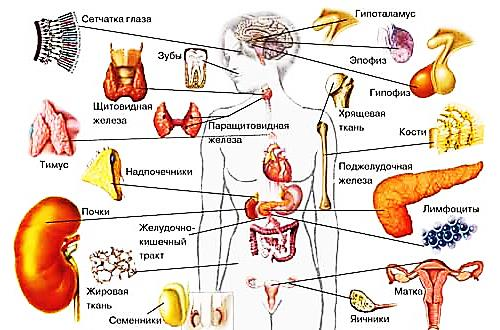 Сетчатка глаза
Гипоталамус
Зубы
Эпофиз
Гипофиз
Щитовидная
железа
Паращитовидная
железа
Хрящевая
ткань
Кости
Тимус
Надпочечники
Поджелудочная
железа
Почки
Лимфоциты
Желудочно-
кишечный
тракт
Жировая
ткань
Матка
Семенники
Яичники